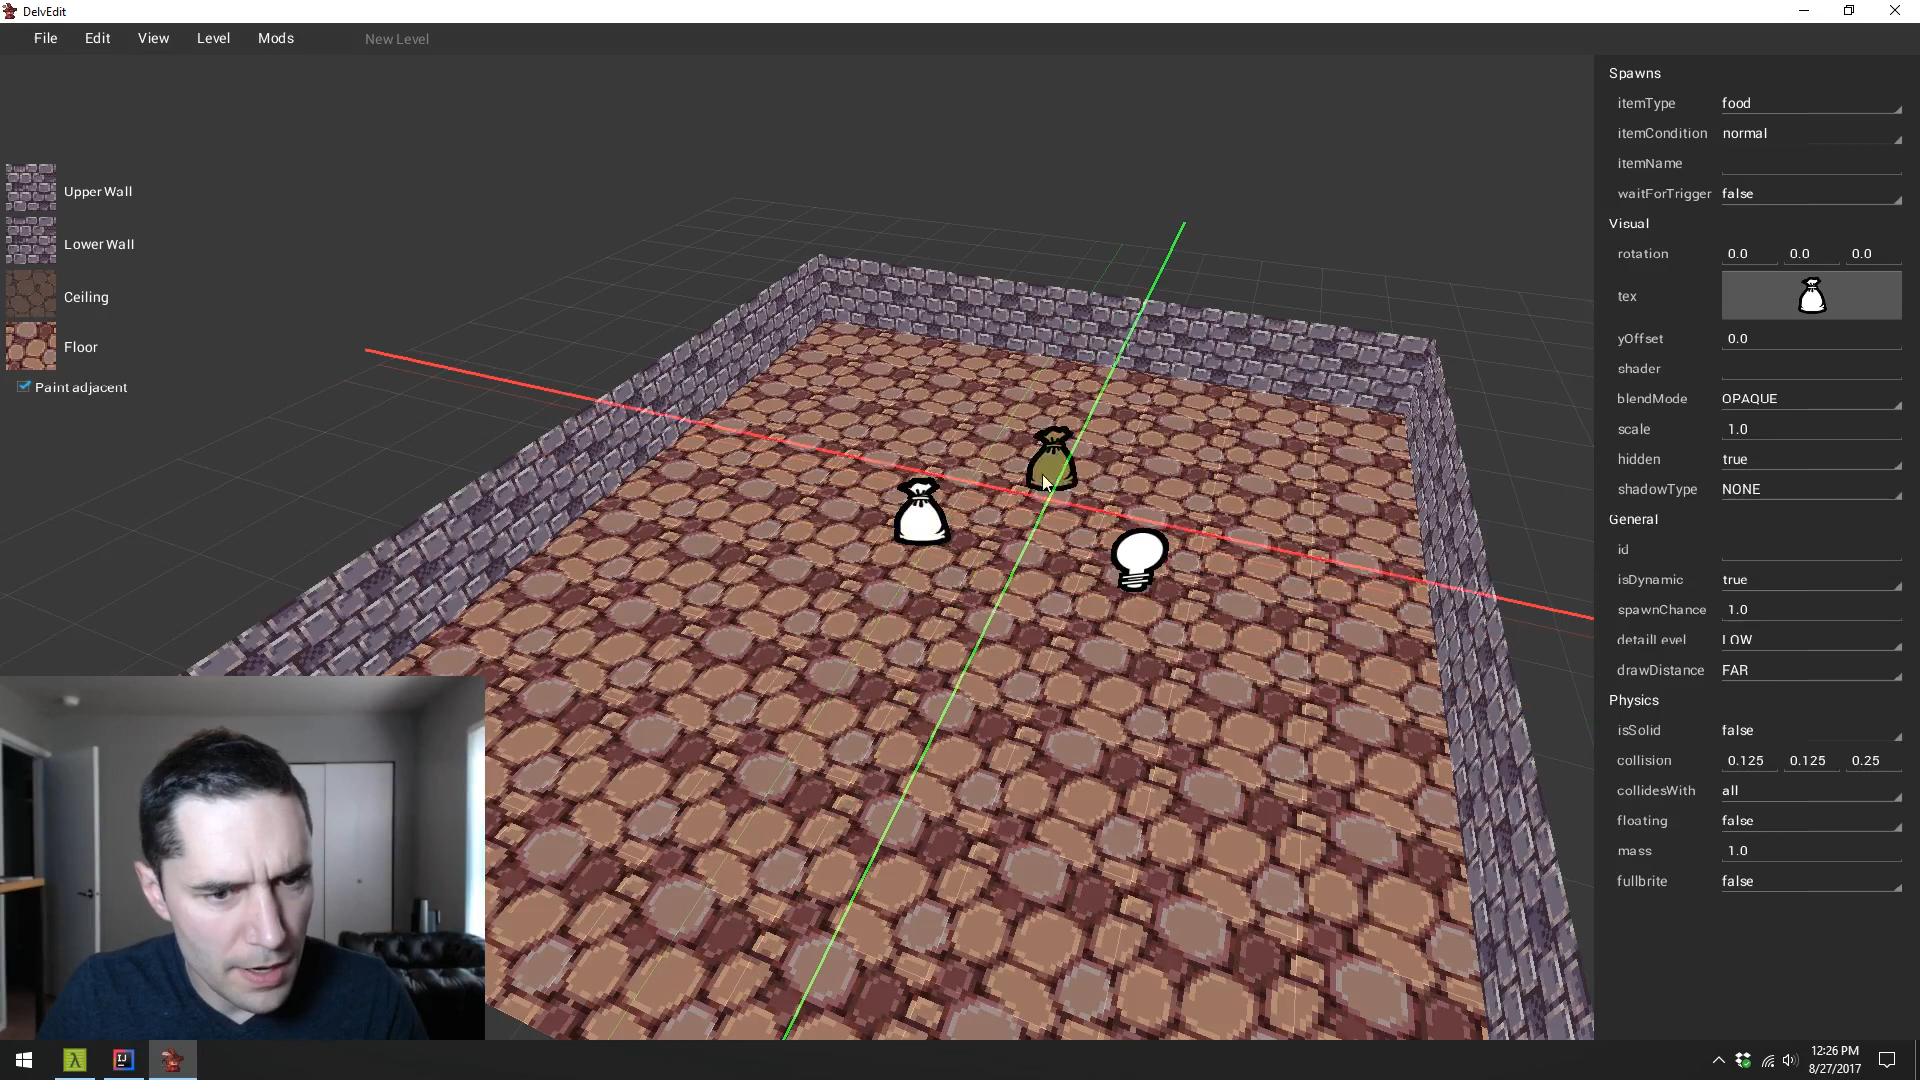 DelvEdit
File Edit View Level Mods New Level
Upper Wall
Lower Wall
Ceiling
Floor
Paint adjacent
Spawns
itemType food
itemCondition normal
itemName
waitForTrigger false
Visual
rotation 0.0 0.0 0.0
tex
yOffset 0.0
shader
blendMode OPAQUE
scale 1.0
hidden true
shadowType NONE
General
id
isDynamic true
spawnChance 1.0
detailLevel LOW
drawDistance FAR
Physics
isSolid false
collision 0.125 0.125 0.25
collidesWith all
floating false
mass 1.0
fullbrite false
λ IJ
12:26 PM
8/27/2017